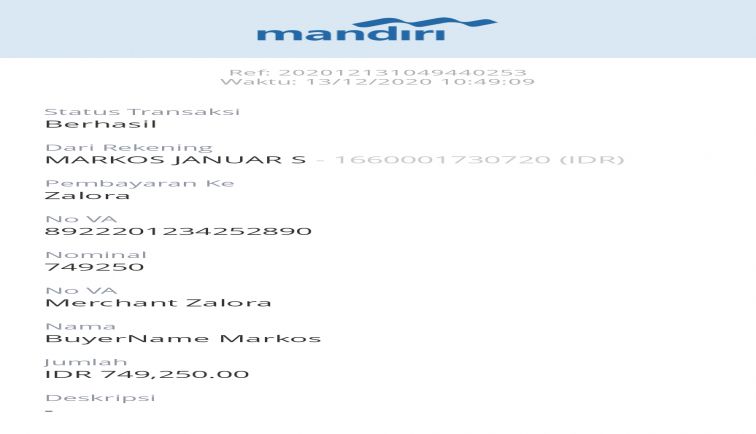 mandiri
Ref: 2020121310494402​53
Waktu: 13/12/2020 10:49:09
Status Transaksi
Berhasil
Dari Rekening
MARKOS JANUAR S - 1660001730720 (IDR)
Pembayaran Ke
Zalora
No VA
8922201234252890
Nominal
749250
No VA
Merchant Zalora
Nama
BuyerName Markos
Jumlah
IDR 749,250.00
Deskripsi
-